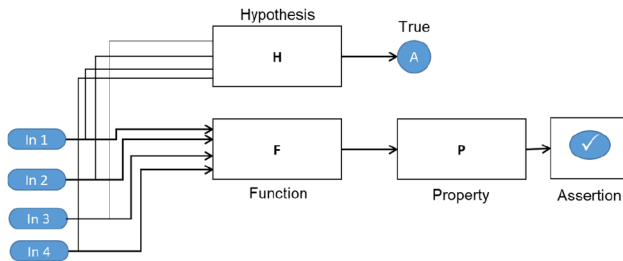 Hypothesis
True
H
A
In 1
In 2
In 3
In 4
F
P
Function
Property
Assertion